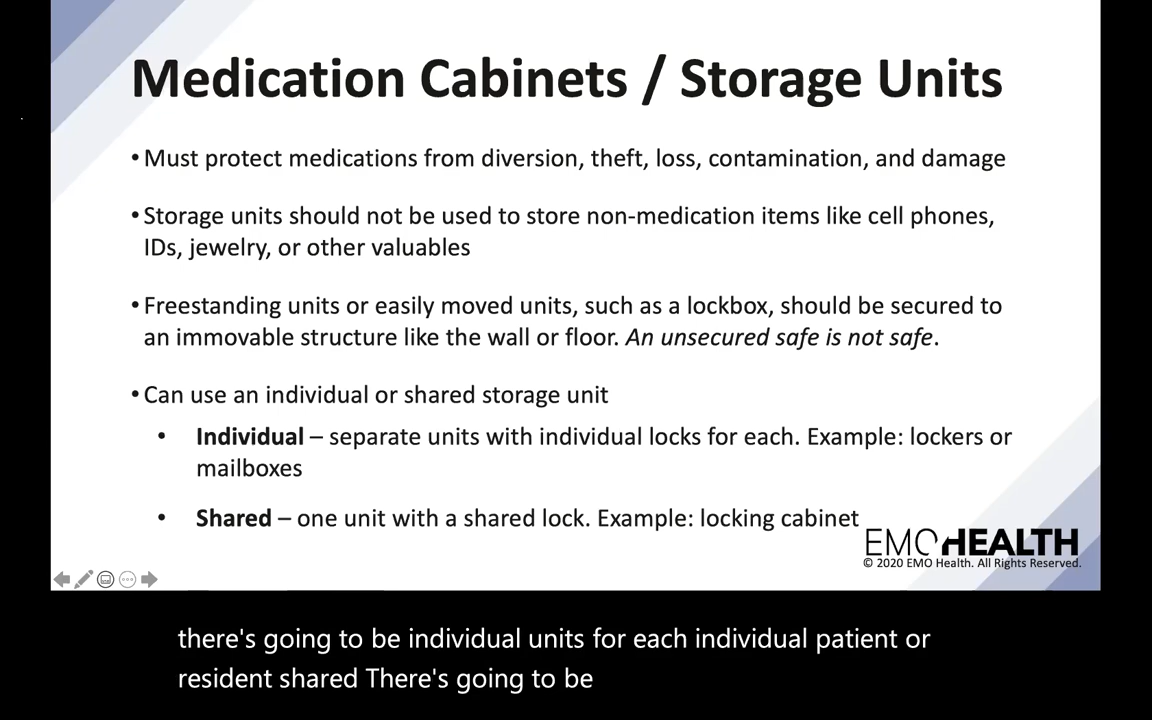 Medication Cabinets / Storage Units
• Must protect medications from diversion, theft, loss, contamination, and damage
• Storage units should not be used to store non-medication items like cell phones,
IDs, jewelry, or other valuables
• Freestanding units or easily moved units, such as a lockbox, should be secured to
an immovable structure like the wall or floor. An unsecured safe is not safe.
• Can use an individual or shared storage unit
• Individual – separate units with individual locks for each. Example: lockers or
mailboxes
• Shared – one unit with a shared lock. Example: locking cabinet
EMO HEALTH
© 2020 EMO Health. All Rights Reserved.
there's going to be individual units for each individual patient or
resident shared There's going to be